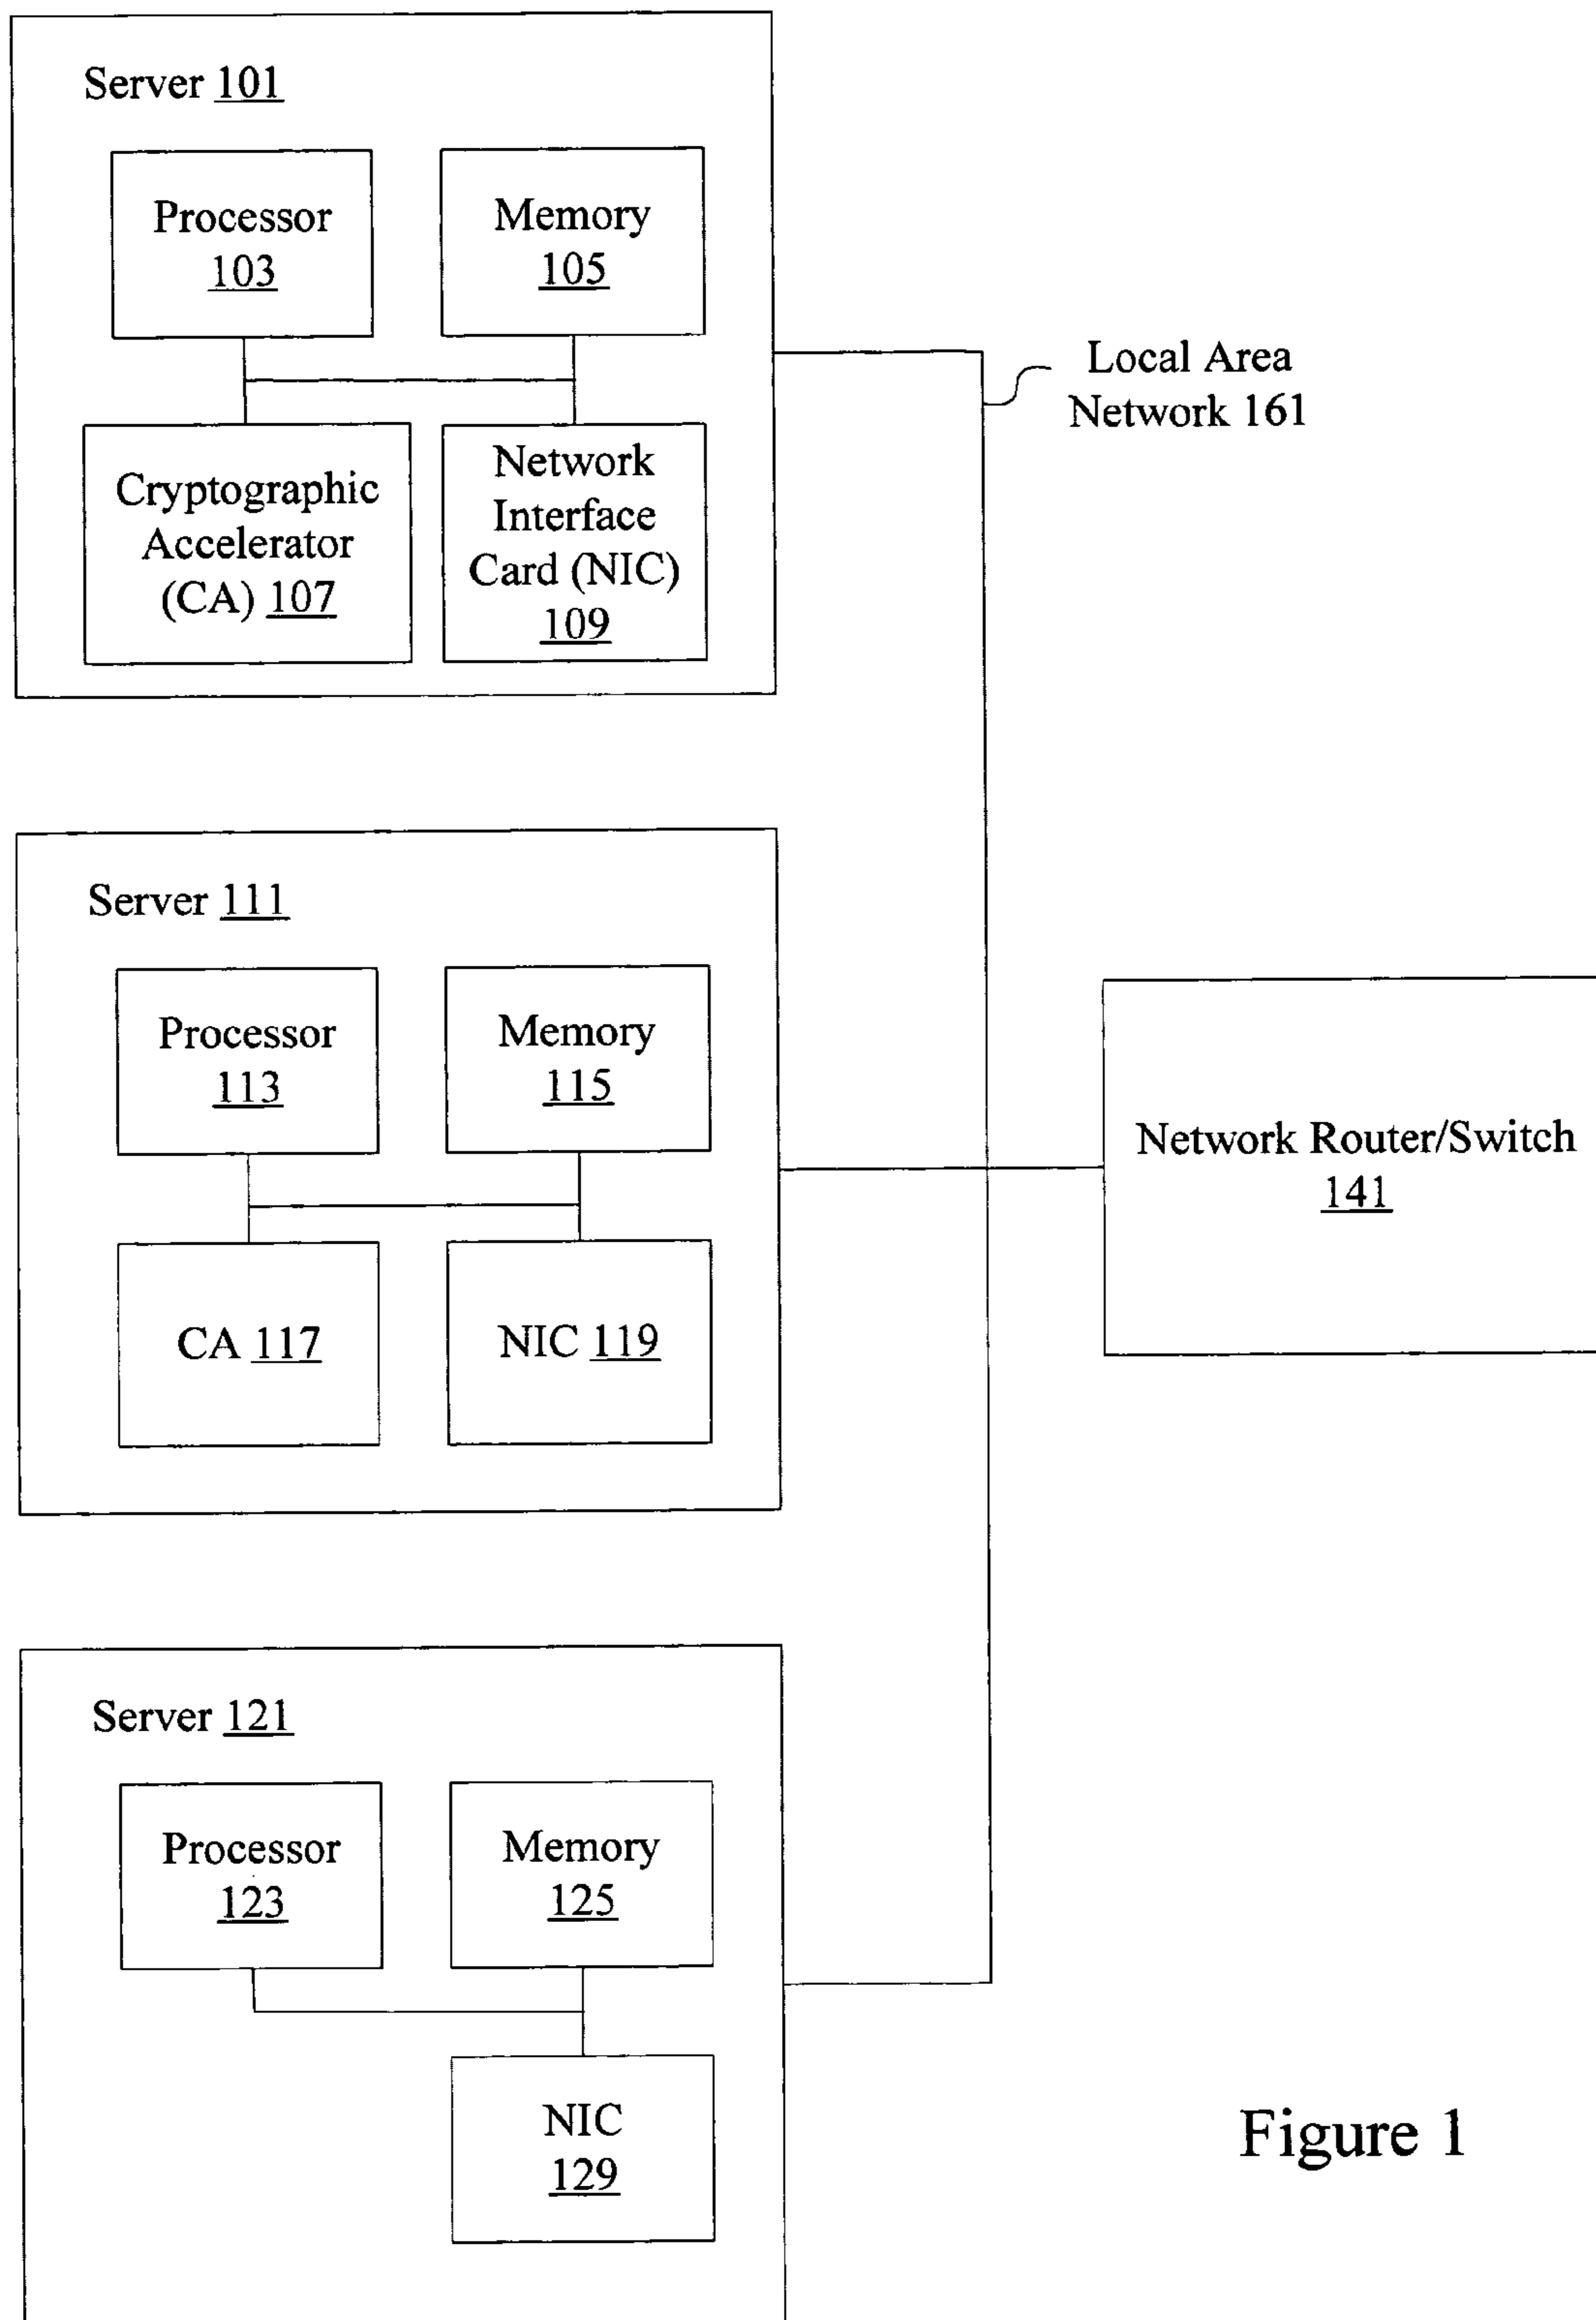 Server 101
Processor
103
Memory
105
Cryptographic
Accelerator
(CA) 107
Network
Interface
Card (NIC)
109
Local Area
Network 161
Server 111
Processor
113
Memory
115
CA 117
NIC 119
Network Router/Switch
141
Server 121
Processor
123
Memory
125
NIC
129
Figure 1